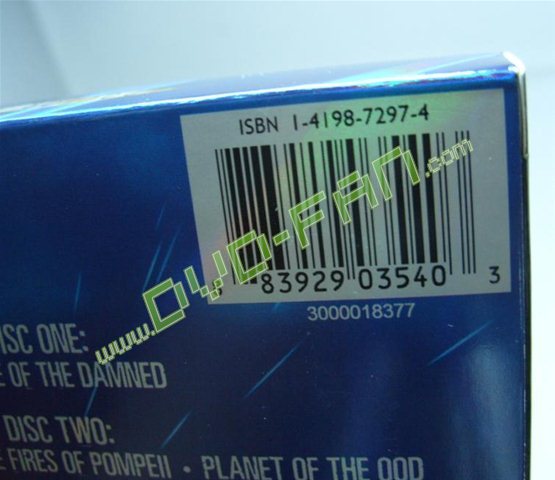 ISBN 1-4198-7297-4
83929 03540 3
3000018377
www.DVD-FAN.com
DISC ONE:
E OF THE DAMNED
DISC TWO:
E FIRES OF POMPEII • PLANET OF THE OOD